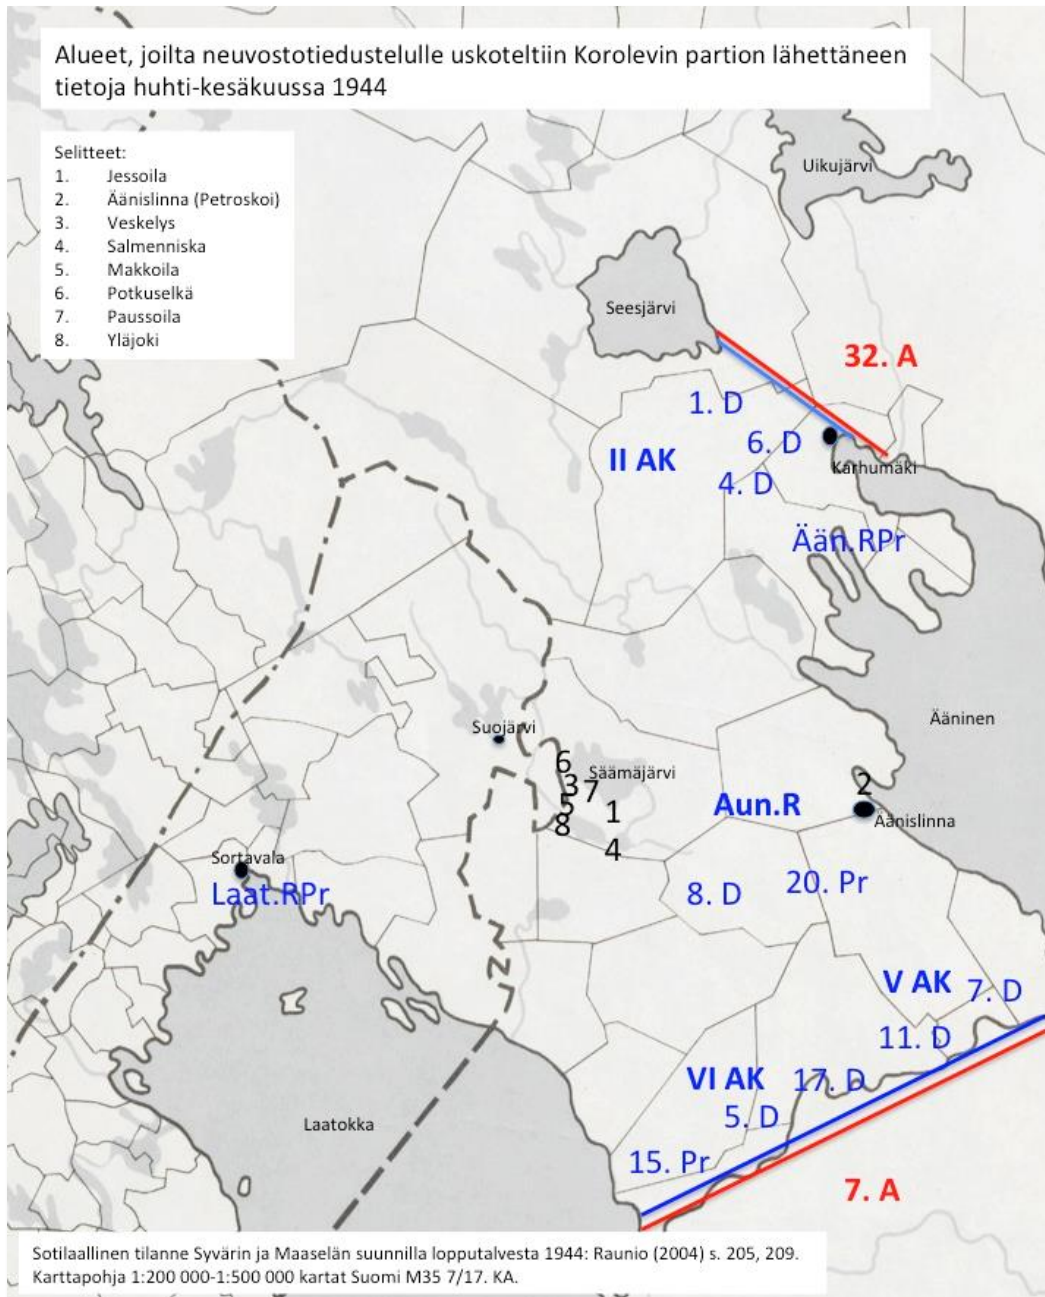 Alueet, joilta neuvostotiedustelulle uskoteltiin Korolevin partion lähettäneen
tietoja huhti-kesäkuussa 1944
Selitteet:
1. Jessoila
2. Äänislinna (Petroskoi)
3. Veskelys
4. Salmenniska
5. Makkoila
6. Potkuselkä
7. Paussoila
8. Yläjoki
Uikujärvi
Seesjärvi
32. A
1. D
6. D
II AK
Karhumäki
4. D
Ään.RPr
Ääninen
Suojärvi
6
Säämäjärvi
3
7
2
5
1
Aun.R
Äänislinna
8
4
Sortavala
Laat.RPr
20. Pr
8. D
V AK
7. D
11. D
VI AK
17. D
5. D
Laatokka
15. Pr
7. A
Sotilaallinen tilanne Syvärin ja Maaselän suunnilla lopputalvesta 1944: Raunio (2004) s. 205, 209.
Karttapohja 1:200 000-1:500 000 kartat Suomi M35 7/17. KA.